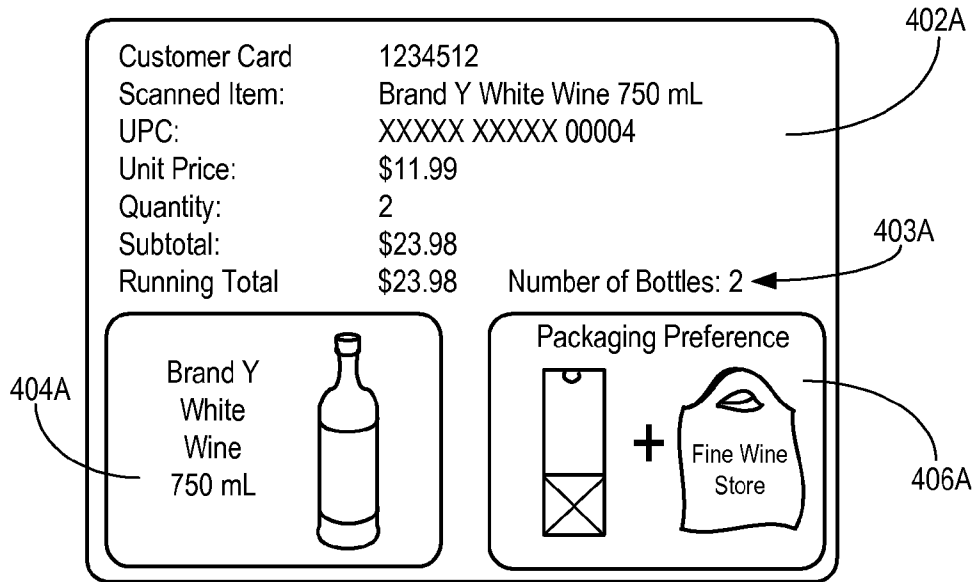 402A
Customer Card 1234512
Scanned Item: Brand Y White Wine 750 mL
UPC: XXXXX XXXXX 00004
Unit Price: $11.99
Quantity: 2
Subtotal: $23.98
403A
Running Total $23.98 Number of Bottles: 2
404A
Brand Y
White
Wine
750 mL
Packaging Preference
+
Fine Wine
Store
406A